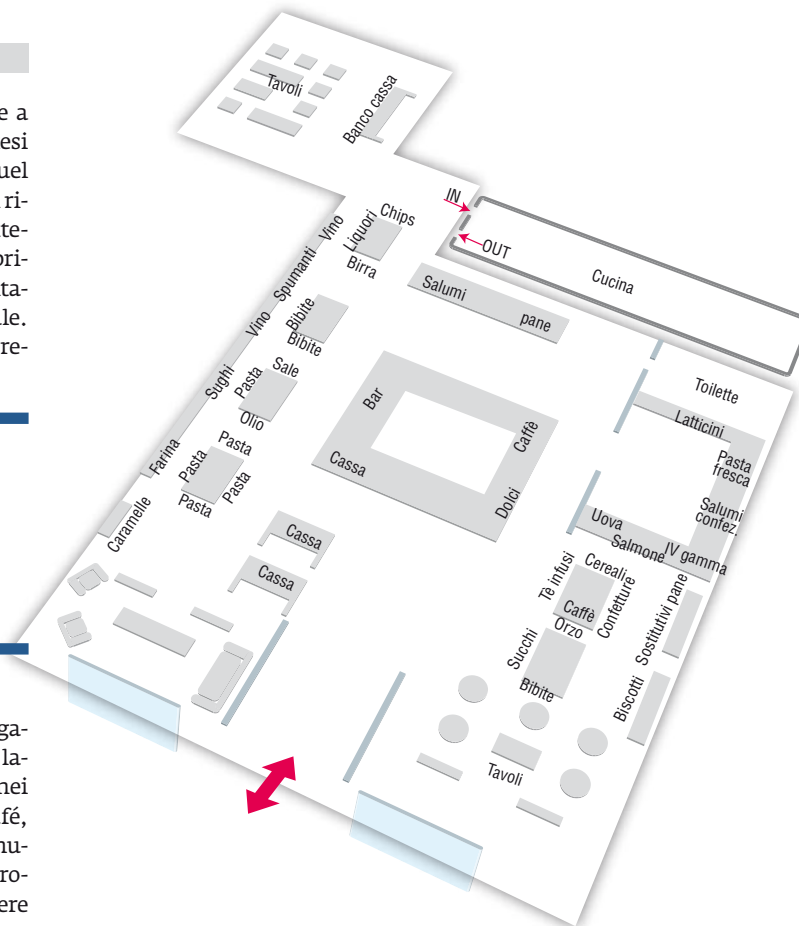 e a
esi
uel
ri-
te-
pri-
ta-
le.
re-
ga-
la-
nei
fé,
nu-
ro-
ere
Tavoli
Banco cassa
IN
OUT
Cucina
Vino
Liquori
Chips
Birra
Spumanti
Salumi
pane
Vino
Bibite
Bibite
Toilette
Sughi
Pasta
Sale
Olio
Bar
Caffè
Cassa
Dolci
Latticini
Pasta
fresca
Salumi
confez.
Uova
Salmone
IV gamma
Farina
Pasta
Pasta
Pasta
Pasta
Caramelle
Cassa
Cassa
Tè infusi
Cereali
Confetture
Caffè
Orzo
Sostitutivi pane
Succhi
Bibite
Biscotti
Tavoli